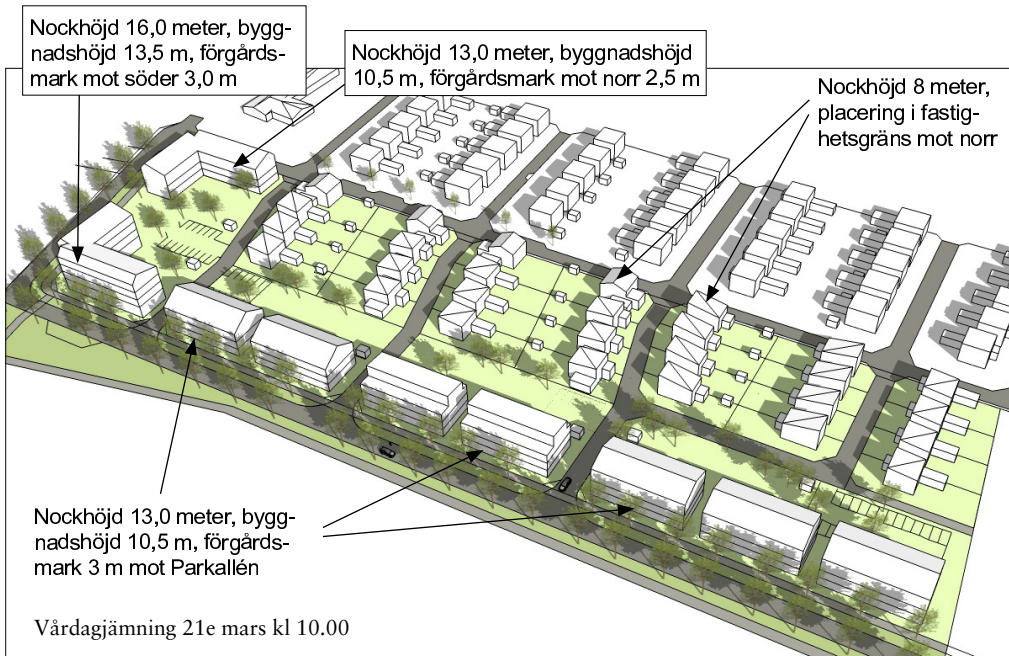 Nockhöjd 16,0 meter, bygg-
nadshöjd 13,5 m, förgårds-
mark mot söder 3,0 m
Nockhöjd 13,0 meter, byggnadshöjd
10,5 m, förgårdsmark mot norr 2,5 m
Nockhöjd 8 meter,
placering i fastig-
hetsgräns mot norr
Nockhöjd 13,0 meter, bygg-
nadshöjd 10,5 m, förgårds-
mark 3 m mot Parkallén
Vårdagjämning 21e mars kl 10.00